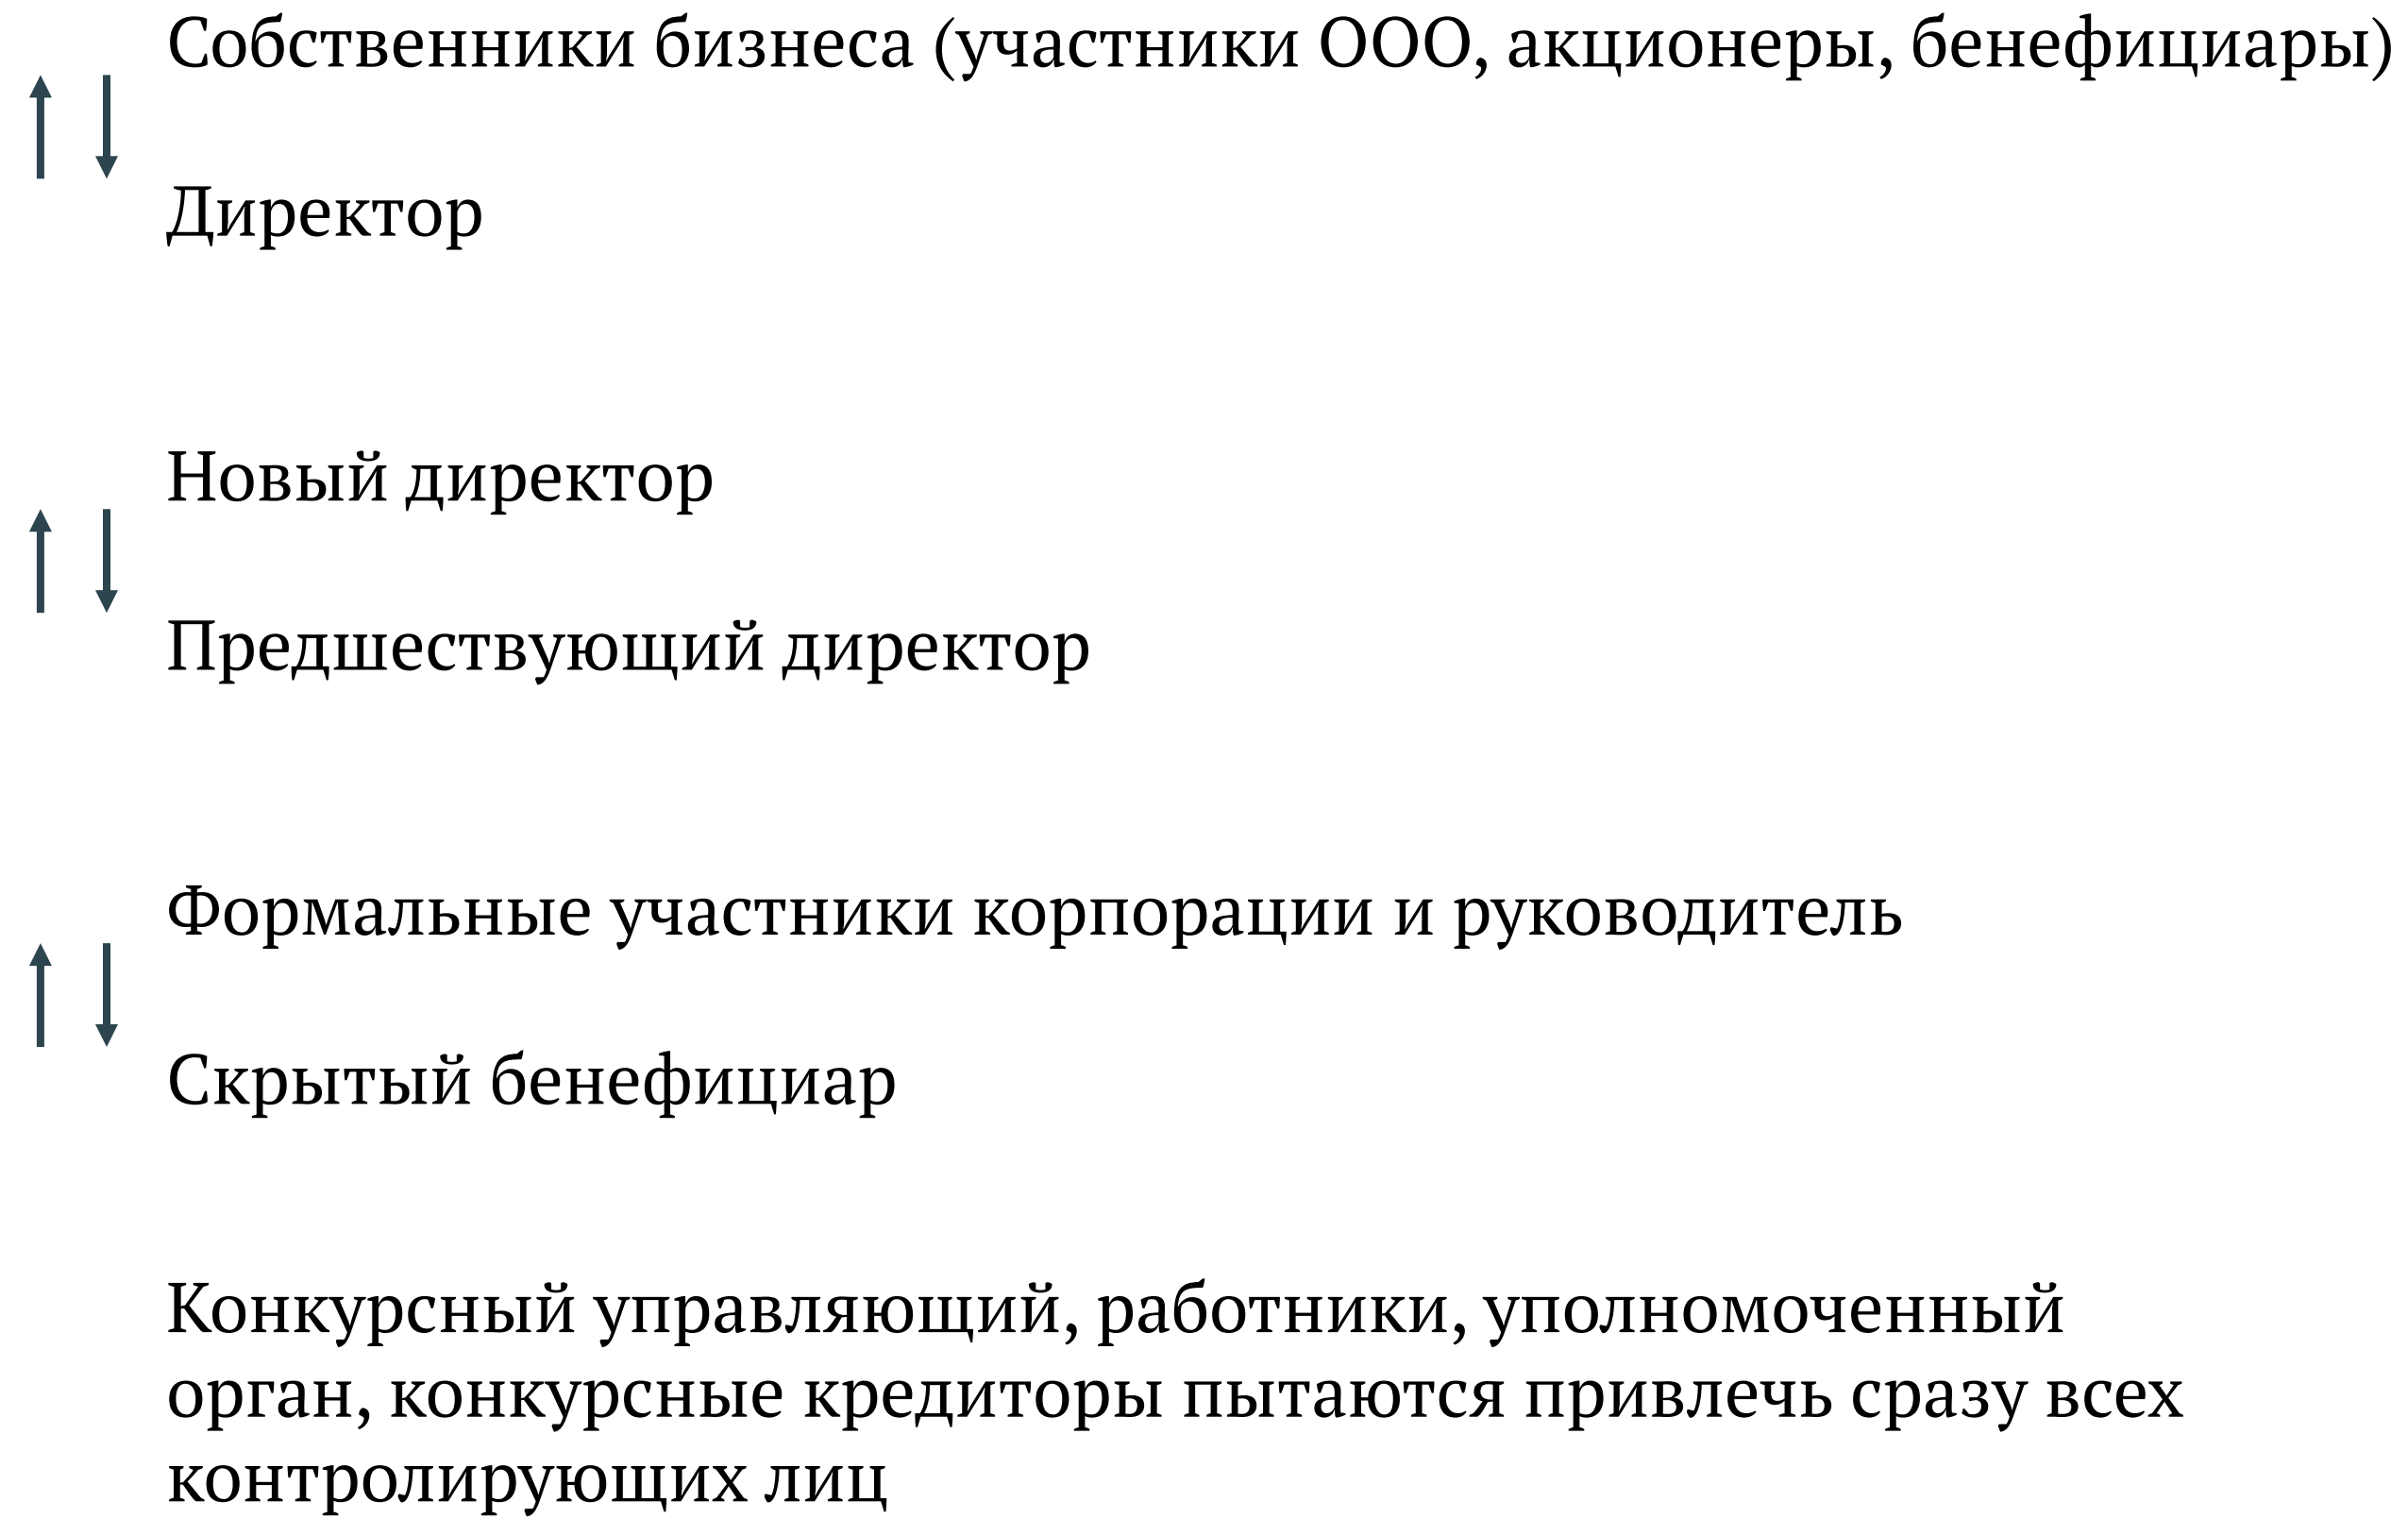 Собственники бизнеса (участники ООО, акционеры, бенефициары)
Директор
Новый директор
Предшествующий директор
Формальные участники корпорации и руководитель
Скрытый бенефициар
Конкурсный управляющий, работники, уполномоченный
орган, конкурсные кредиторы пытаются привлечь сразу всех
контролирующих лиц